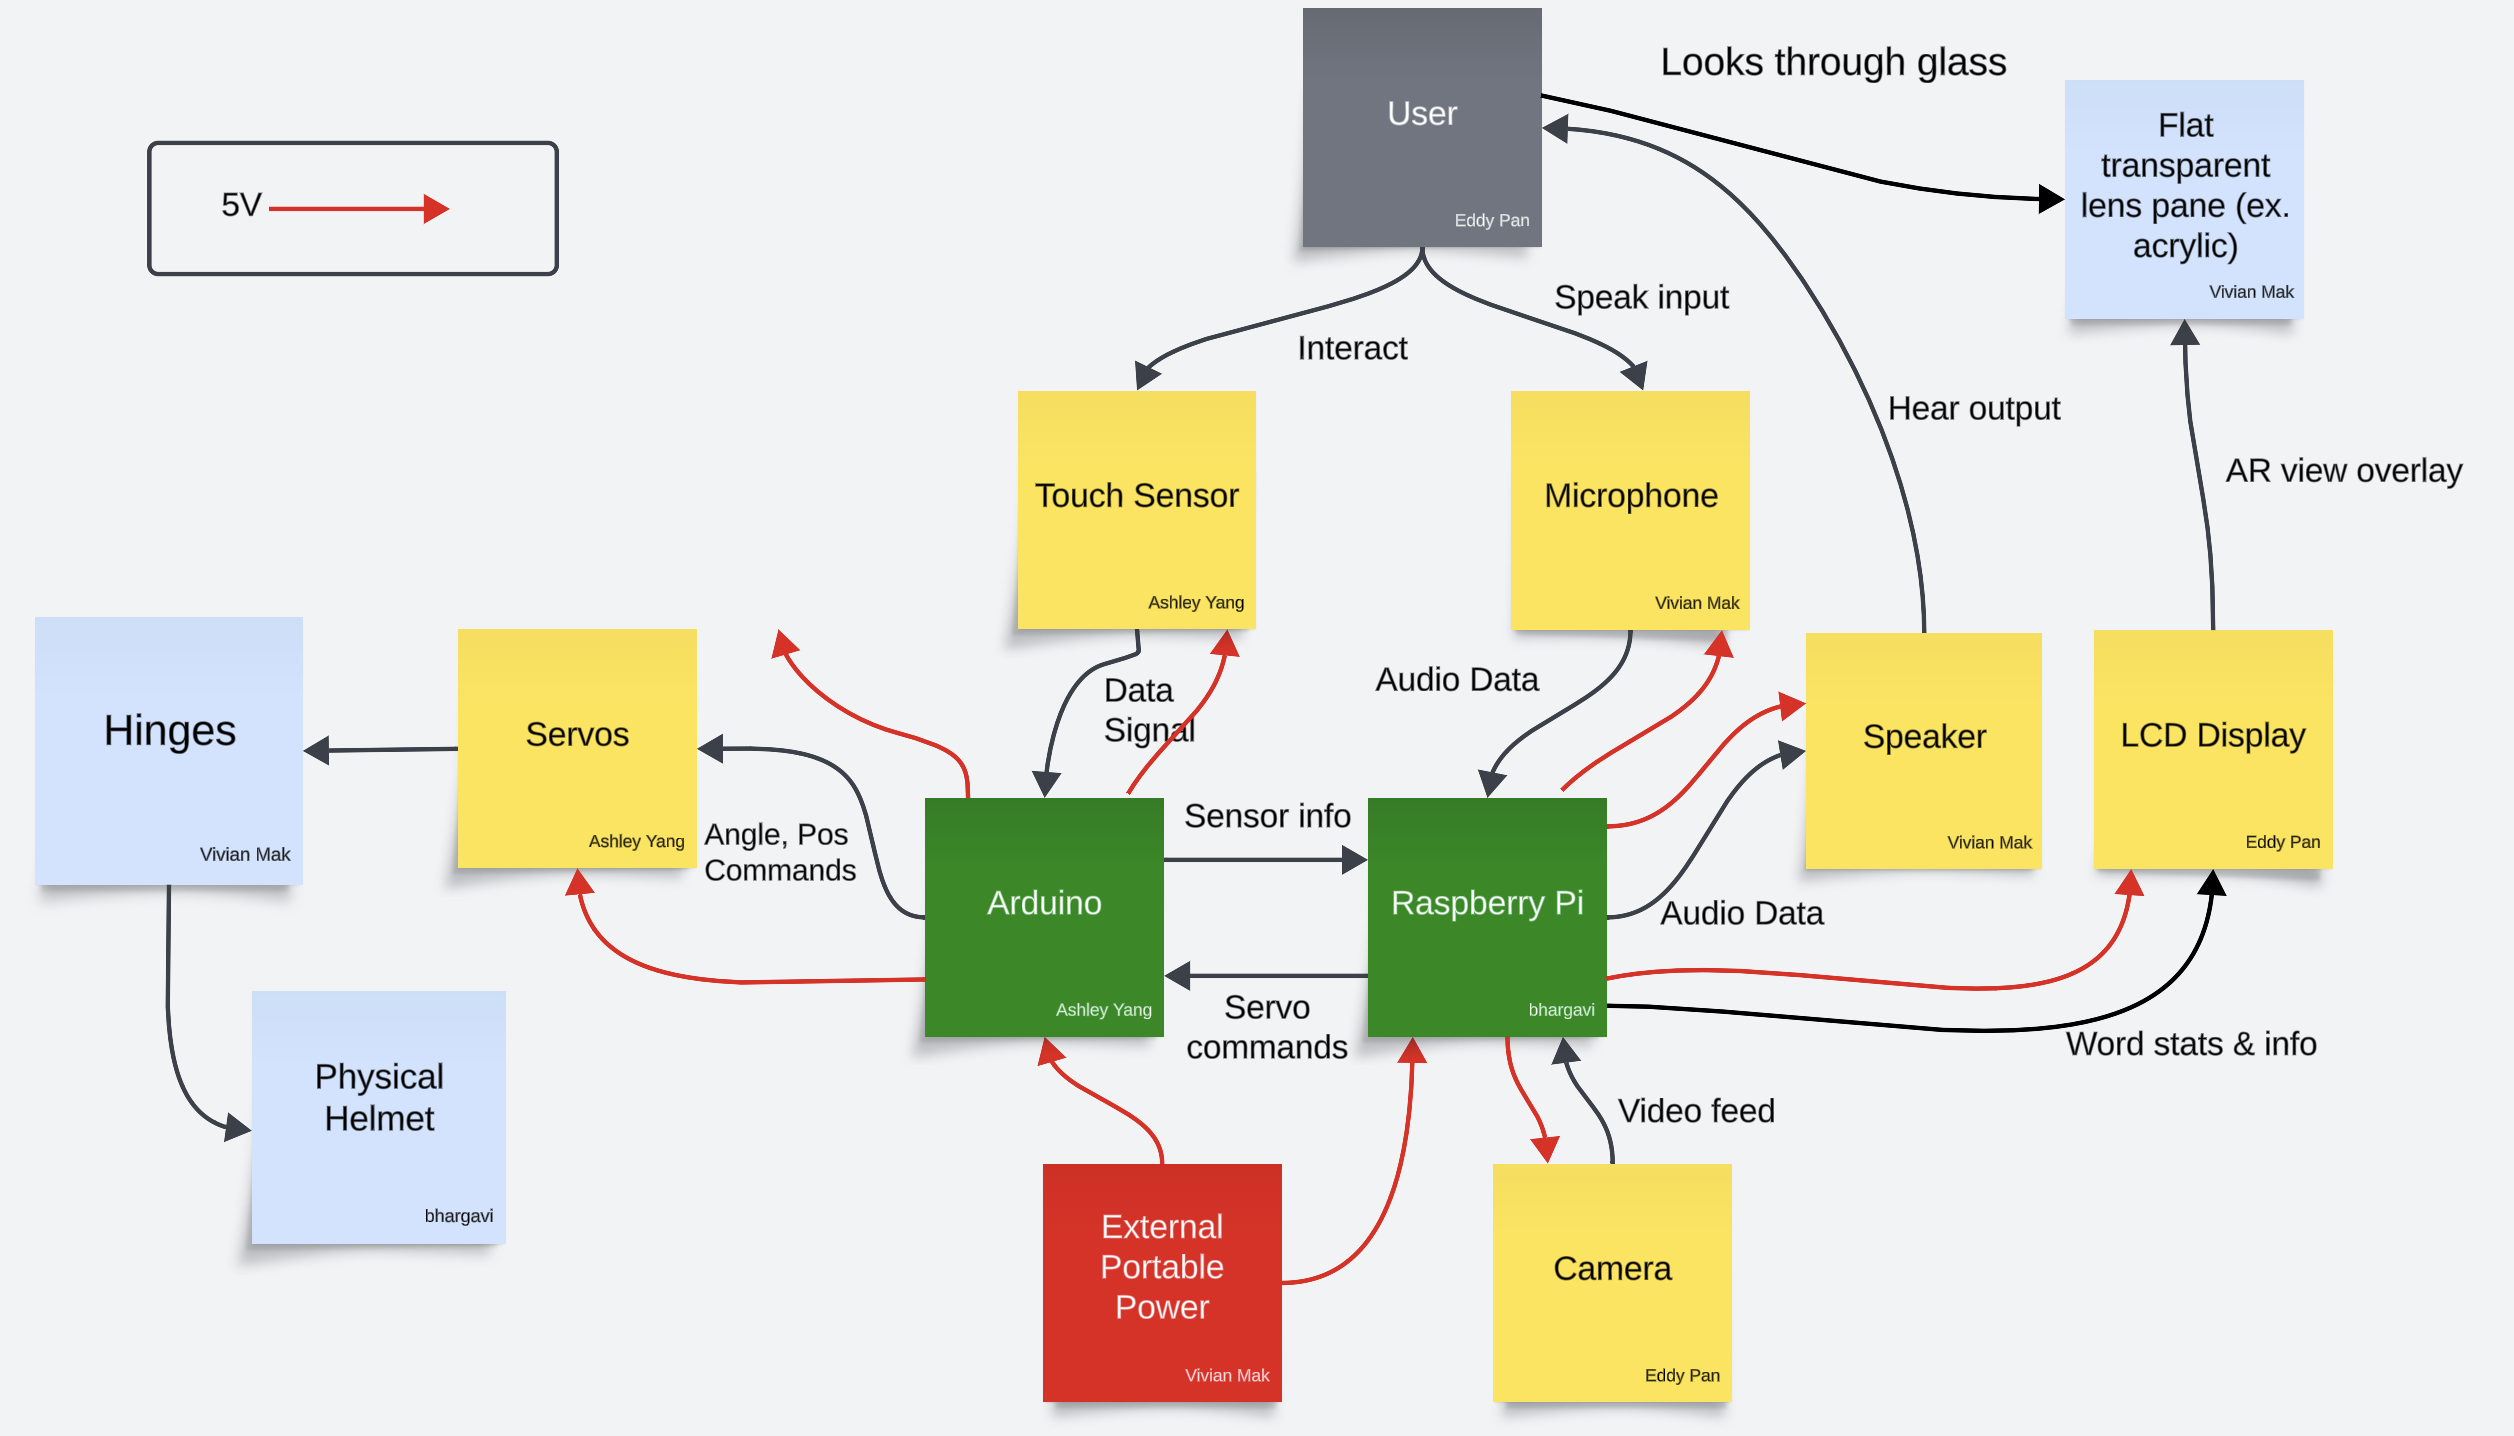 User
Eddy Pan
Looks through glass
Flat
transparent
lens pane (ex.
acrylic)
Vivian Mak
5V
Speak input
Interact
Hear output
AR view overlay
Touch Sensor
Ashley Yang
Microphone
Vivian Mak
Hinges
Vivian Mak
Servos
Ashley Yang
Data
Signal
Audio Data
Speaker
Vivian Mak
LCD Display
Eddy Pan
Angle, Pos
Commands
Sensor info
Arduino
Ashley Yang
Raspberry Pi
bhargavi
Audio Data
Servo
commands
Word stats & info
Physical
Helmet
bhargavi
Video feed
External
Portable
Power
Vivian Mak
Camera
Eddy Pan